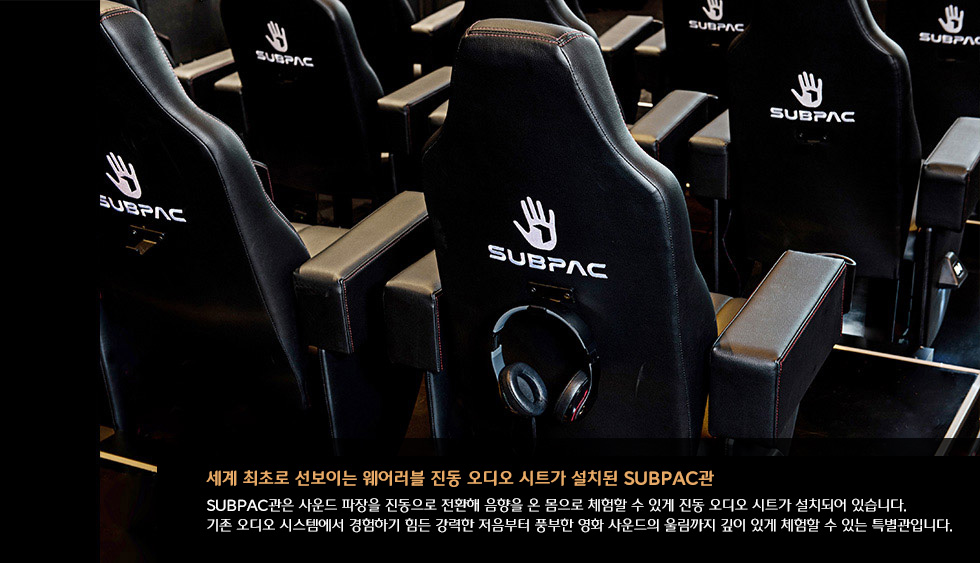 SUBPAC
SUBPAC
SUBPAC
SUBPAC
SUBPAC
SUBPAC
세계 최초로 선보이는 웨어러블 진동 오디오 시트가 설치된 SUBPAC관
SUBPAC관은 사운드 파장을 진동으로 전환해 음향을 온 몸으로 체험할 수 있게 진동 오디오 시트가 설치되어 있습니다.
기존 오디오 시스템에서 경험하기 힘든 강력한 저음부터 풍부한 영화 사운드의 울림까지 깊이 있게 체험할 수 있는 특별관입니다.